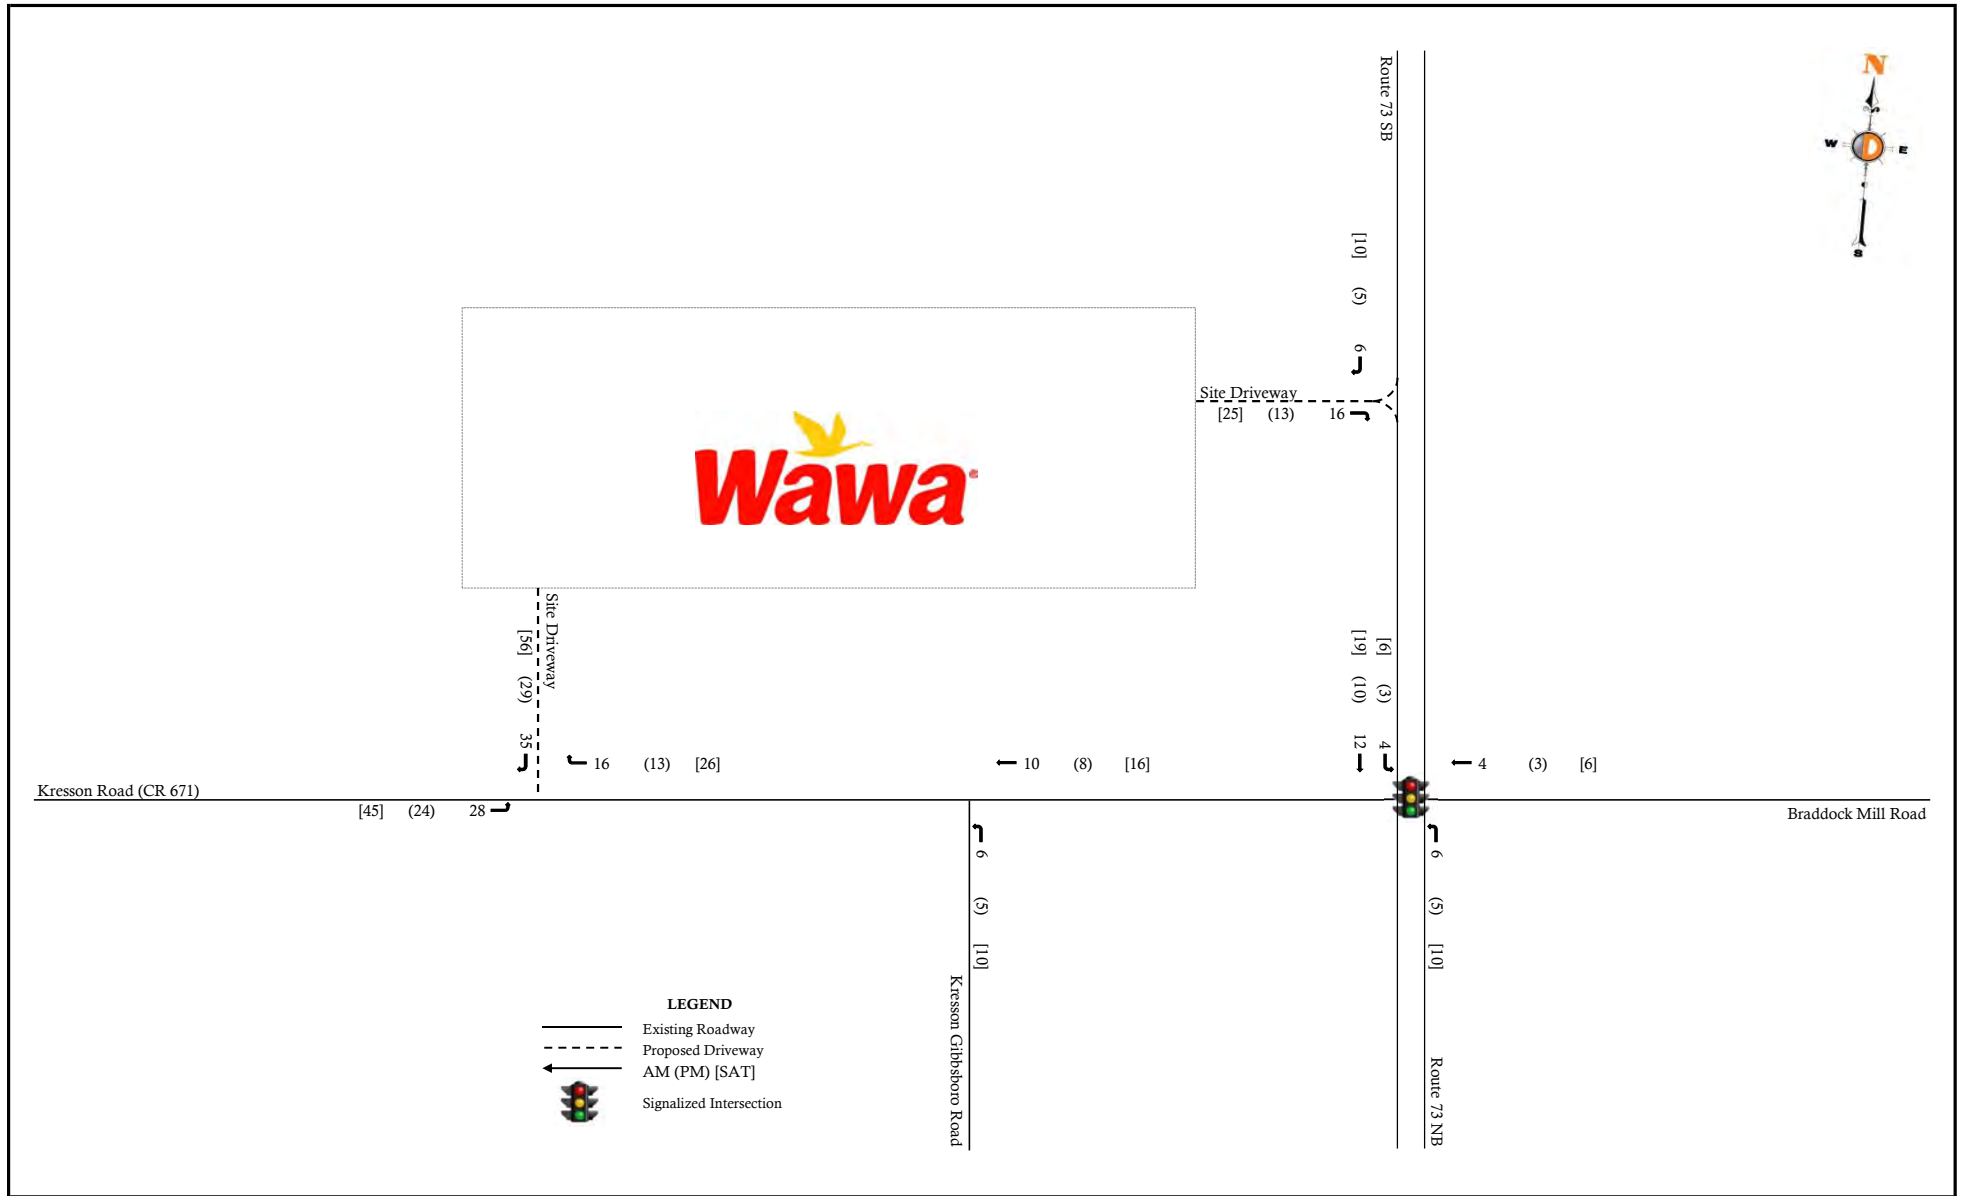 Route 73 SB
N
W
D
E
S
[10] (5) 6
Site Driveway
[25] (13) 16
Wawa
Site Driveway
[56] (29) 35
[6] (3) 4
[19] (10) 12
16 (13) [26]
10 (8) [16]
4 (3) [6]
Kresson Road (CR 671)
[45] (24) 28
Braddock Mill Road
6 (5) [10]
6 (5) [10]
Kresson Gibbsboro Road
Route 73 NB
LEGEND
Existing Roadway
Proposed Driveway
AM (PM) [SAT]
Signalized Intersection